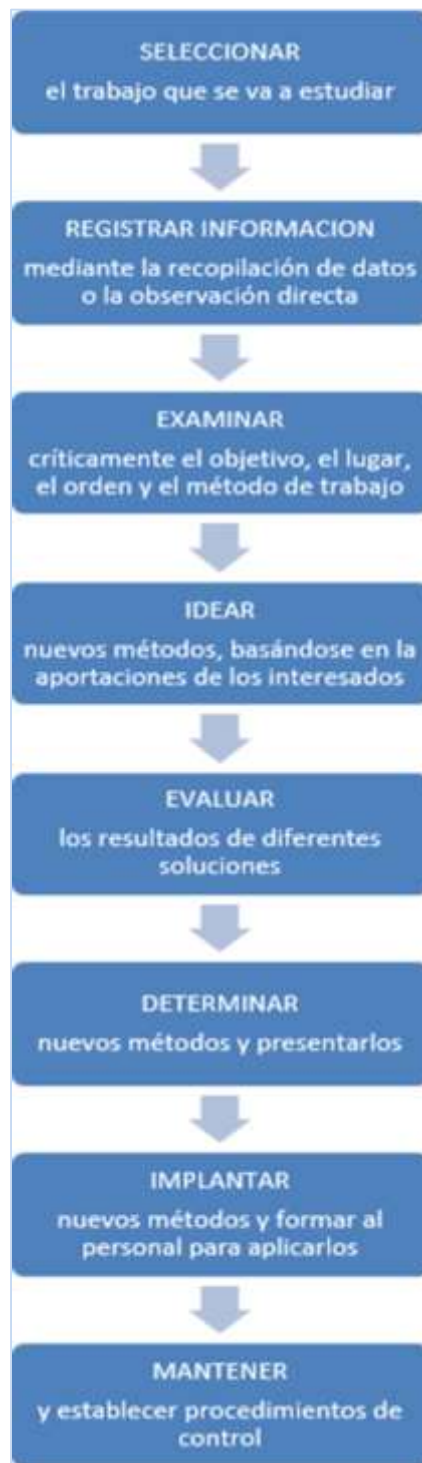 SELECCIONAR
el trabajo que se va a estudiar
REGISTRAR INFORMACION
mediante la recopilación de datos
o la observación directa
EXAMINAR
críticamente el objetivo, el lugar,
el orden y el método de trabajo
IDEAR
nuevos métodos, basándose en la
aportaciones de los interesados
EVALUAR
los resultados de diferentes
soluciones
DETERMINAR
nuevos métodos y presentarlos
IMPLANTAR
nuevos métodos y formar al
personal para aplicarlos
MANTENER
y establecer procedimientos de
control